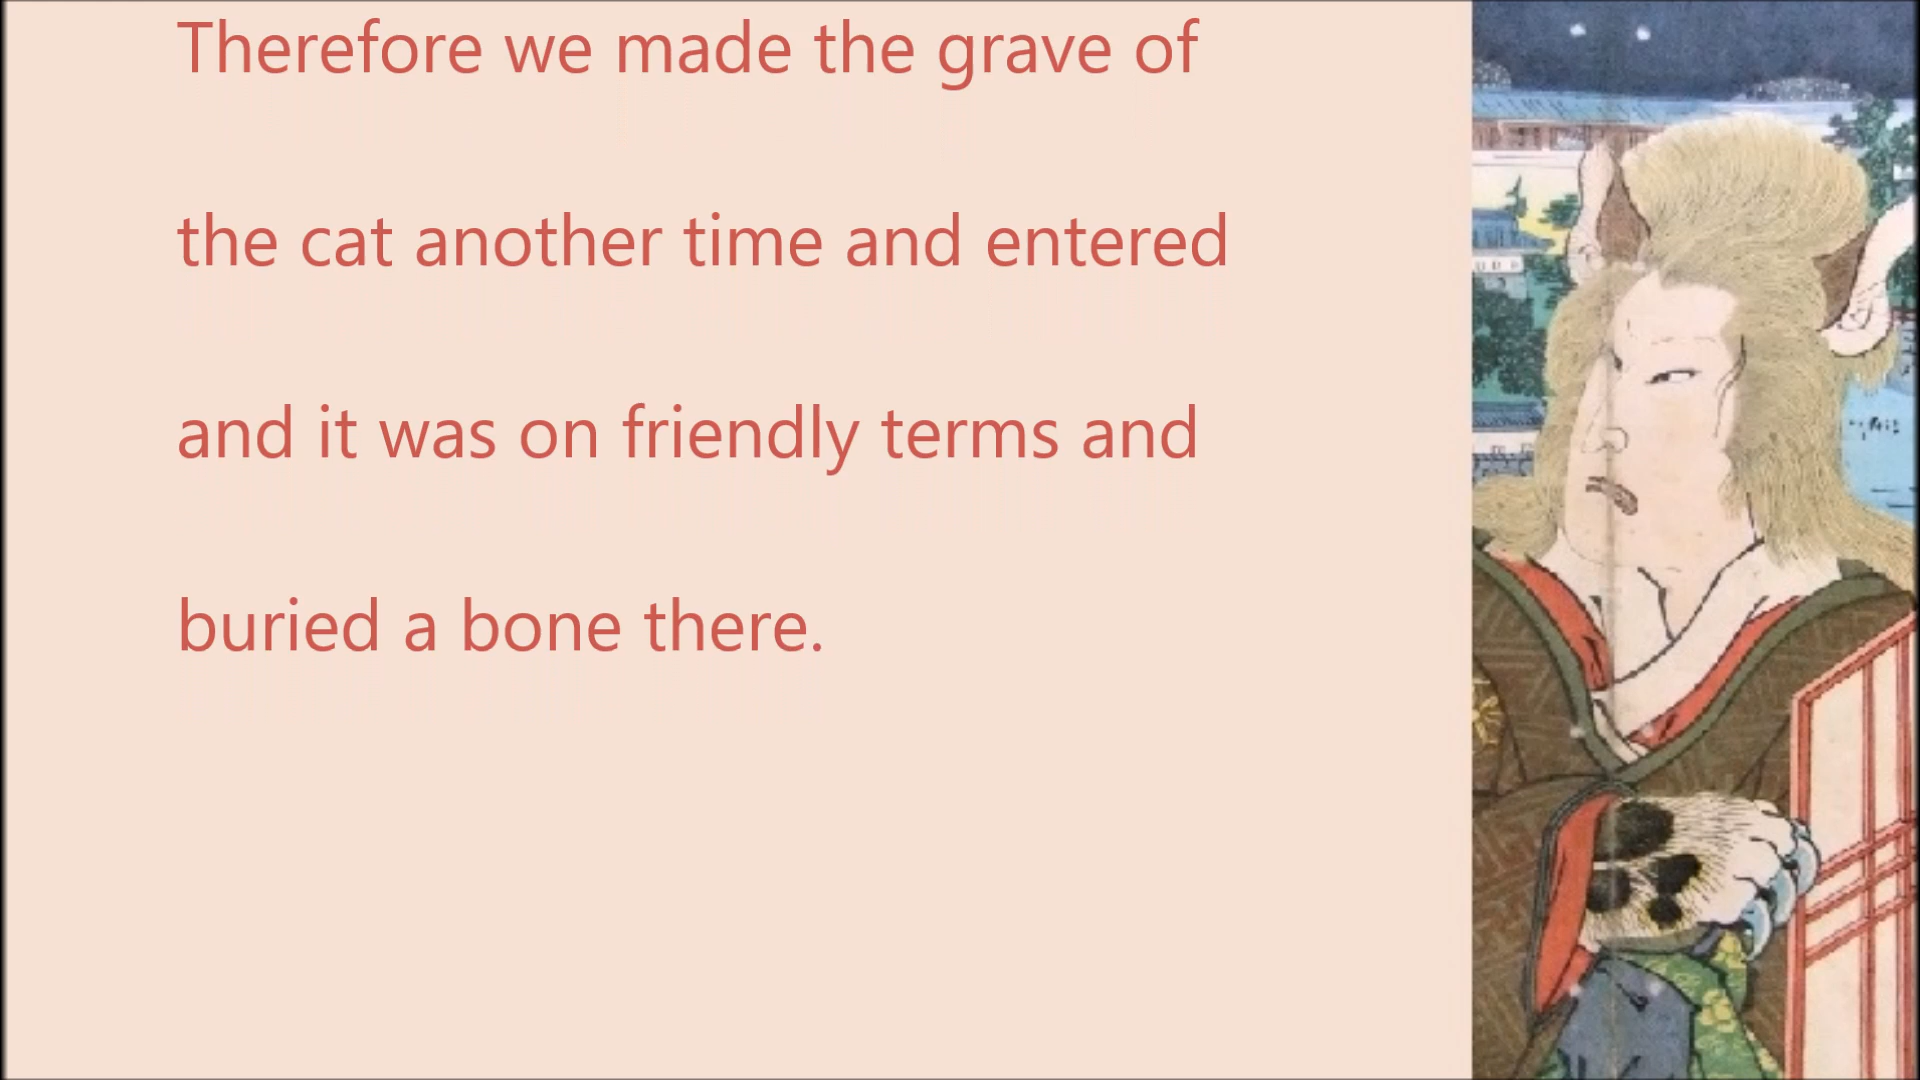 Therefore we made the grave of
the cat another time and entered
and it was on friendly terms and
buried a bone there.